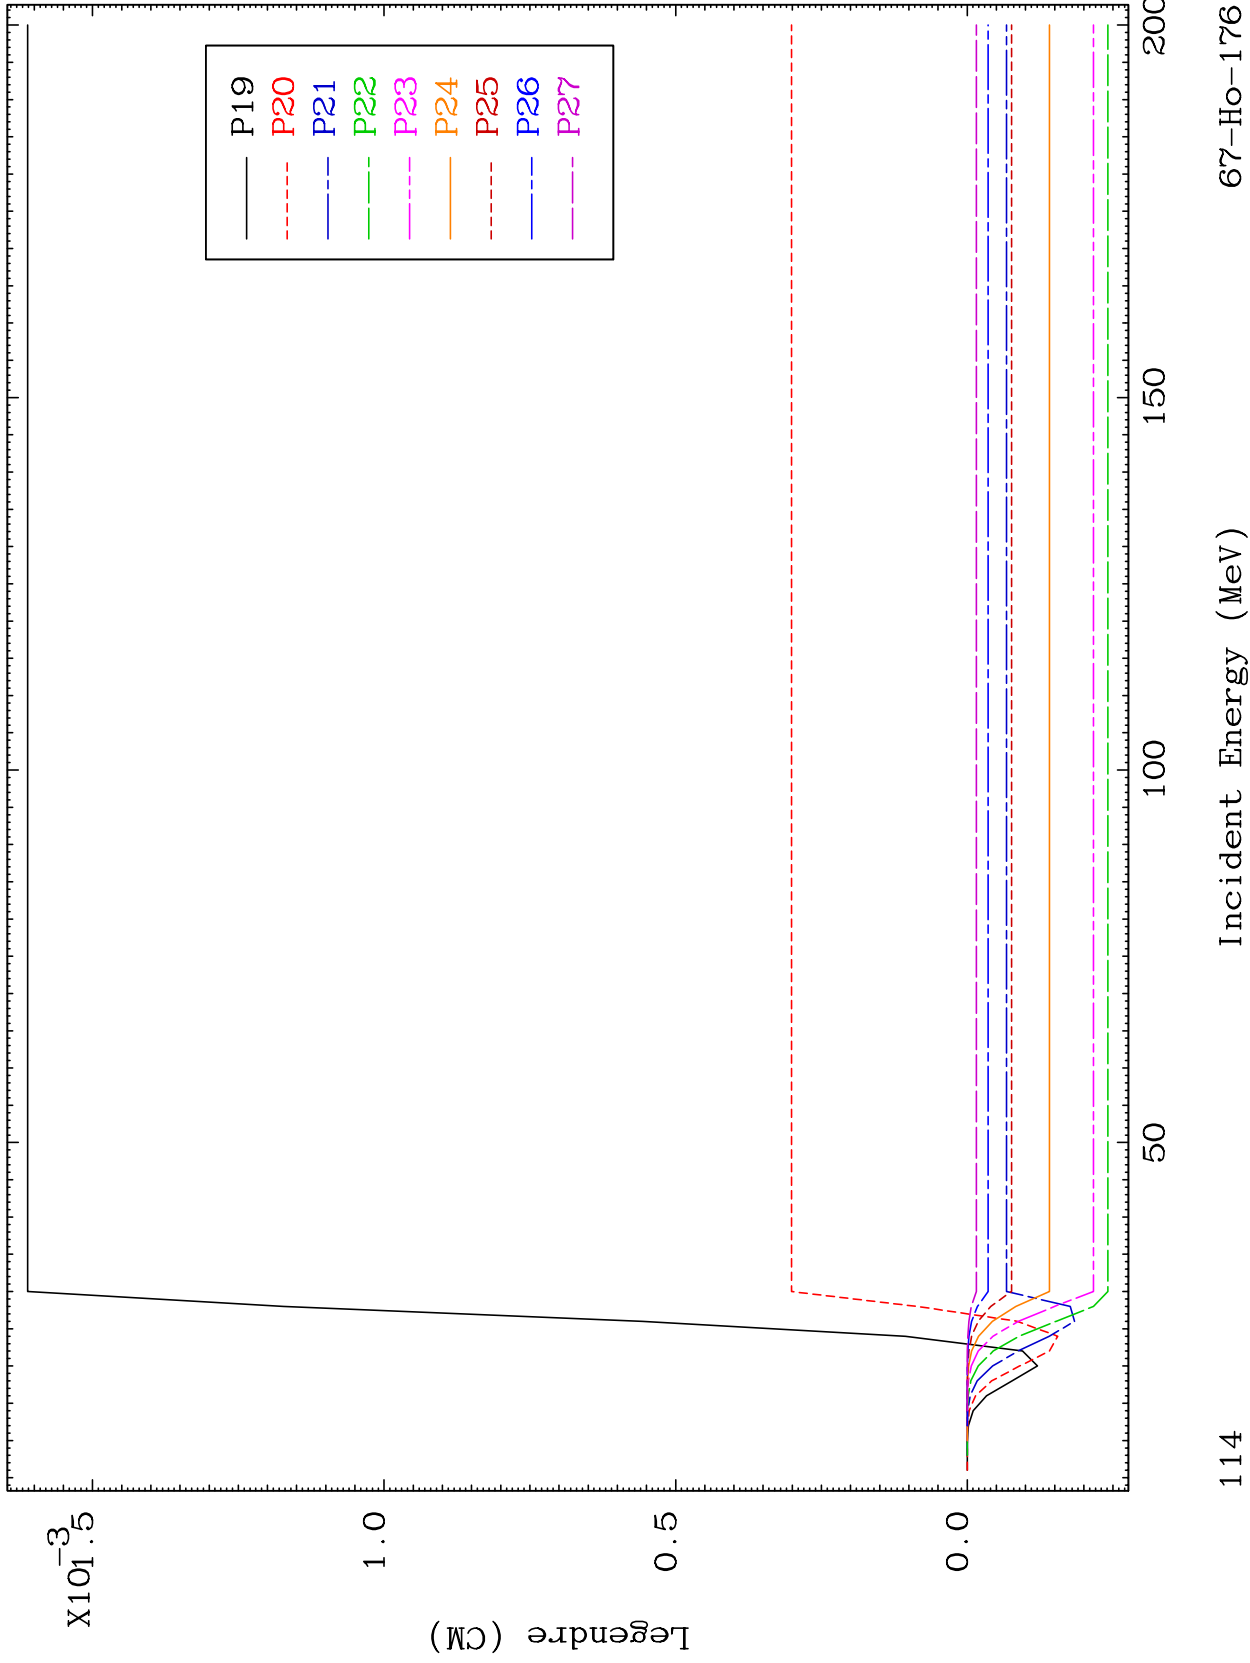 X10-3
1.5
1.0
0.5
0.0
Legendre (CM)
P19
P20
P21
P22
P23
P24
P25
P26
P27
50
100
150
200
Incident Energy (MeV)
114
67-Ho-176